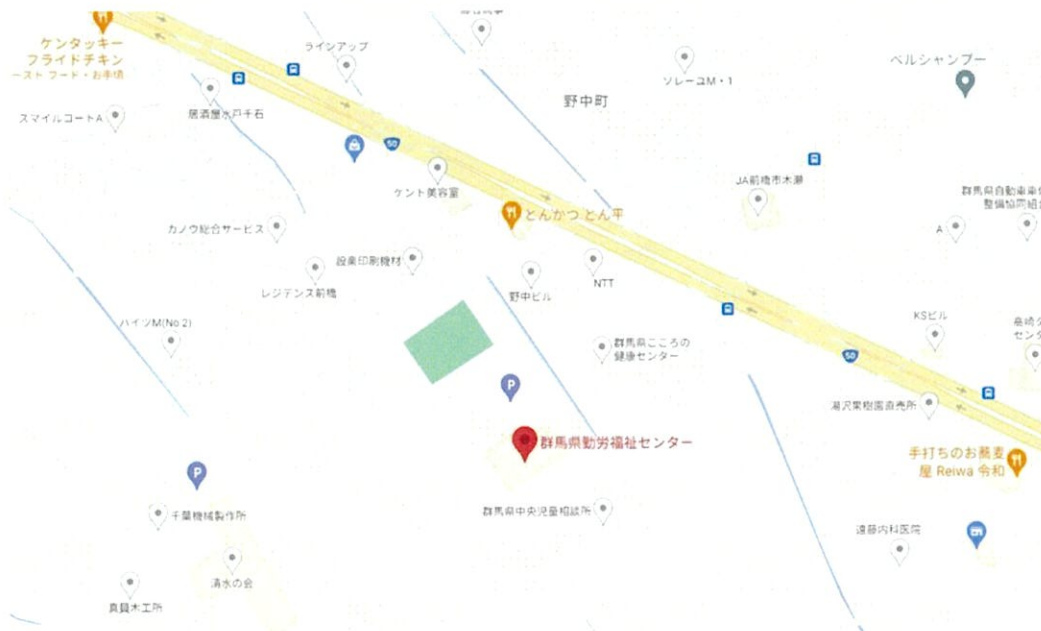 ケンタッキー
フライドチキン
ラインアップ
ベルシャンブー
ソレーユM・1
野中町
居酒屋水戸千石
スマイルコートA
50
ケント美容室
JA前橋市木瀬
群馬県自動車車体
整備協同組合
とんかつ とん平
カノウ総合サービス
A
設楽印刷機材
レジデンス前橋
野中ビル
NTT
ハイツM(No 2)
KSビル
群馬県こころの
健康センター
50
センタ
P
湯沢果樹園直売所
群馬県勤労福祉センター
手打ちのお蕎麦
屋 Reiwa 令和
P
千葉機械製作所
群馬県中央児童相談所
遠藤内科医院
清水の会
真貝木工所